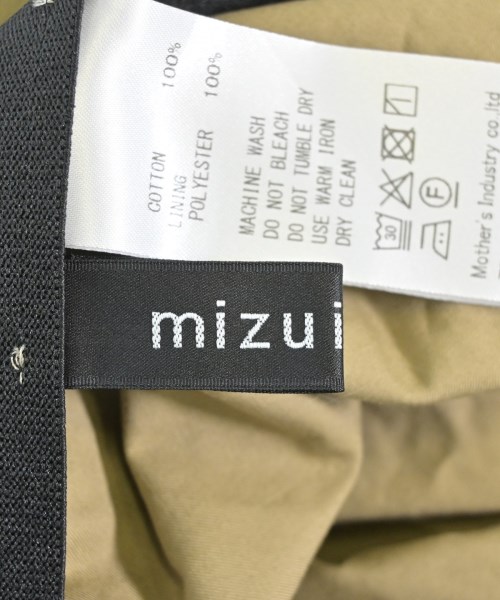 COTTON 100%
LINING
POLYESTER 100%
MACHINE WASH
DO NOT BLEACH
DO NOT TUMBLE DRY
USE WARM IRON
DRY CLEAN
30
F
Mother's Industry co.,ltd
mizui